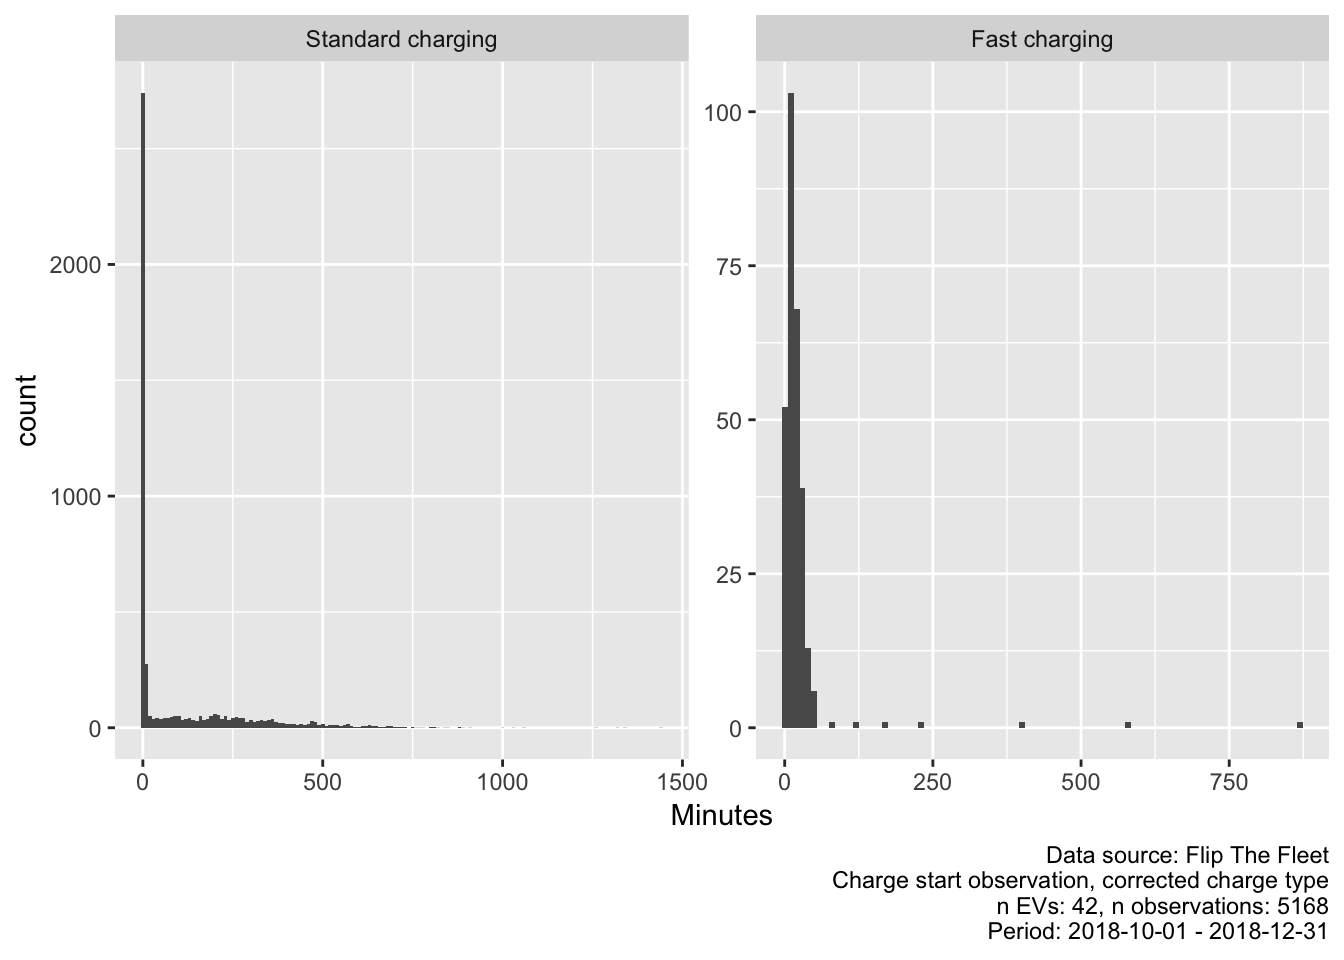 Standard charging
Fast charging
count
2000
1000
0
100
75
50
25
0
0 500 1000 1500
0 250 500 750
Minutes
Data source: Flip The Fleet
Charge start observation, corrected charge type
n EVs: 42, n observations: 5168
Period: 2018-10-01 - 2018-12-31